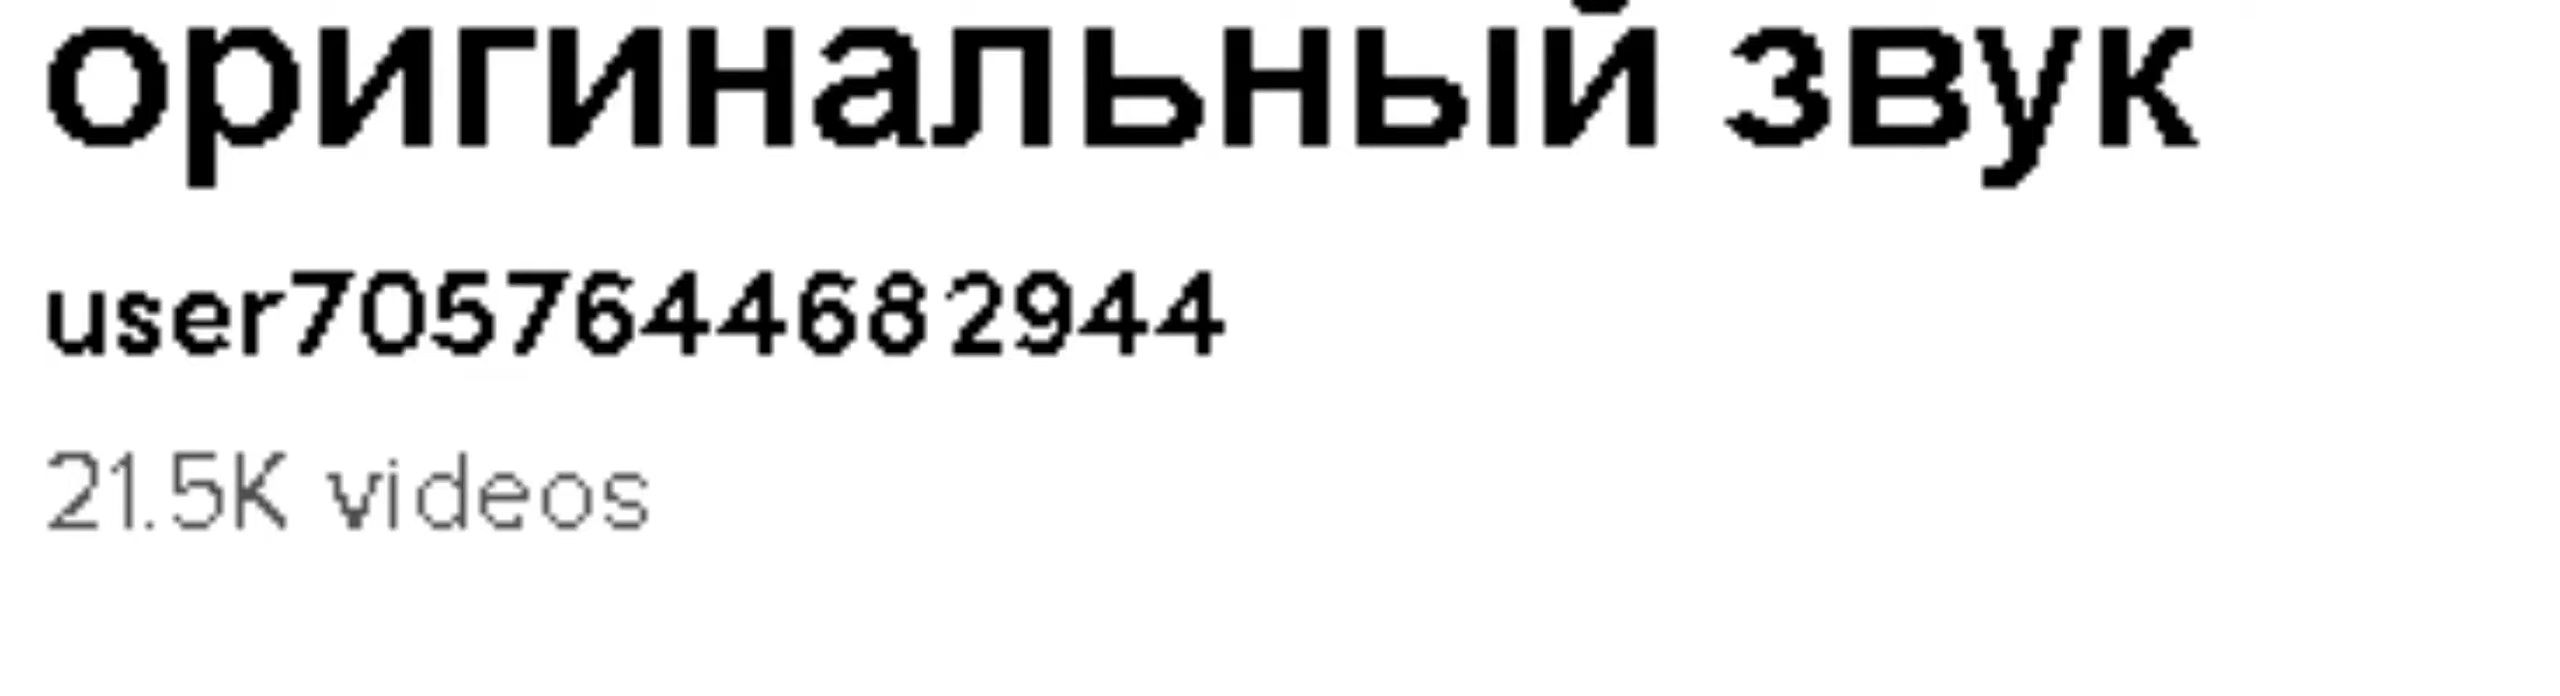 оригинальный звук
user7057644682944
21.5K videos